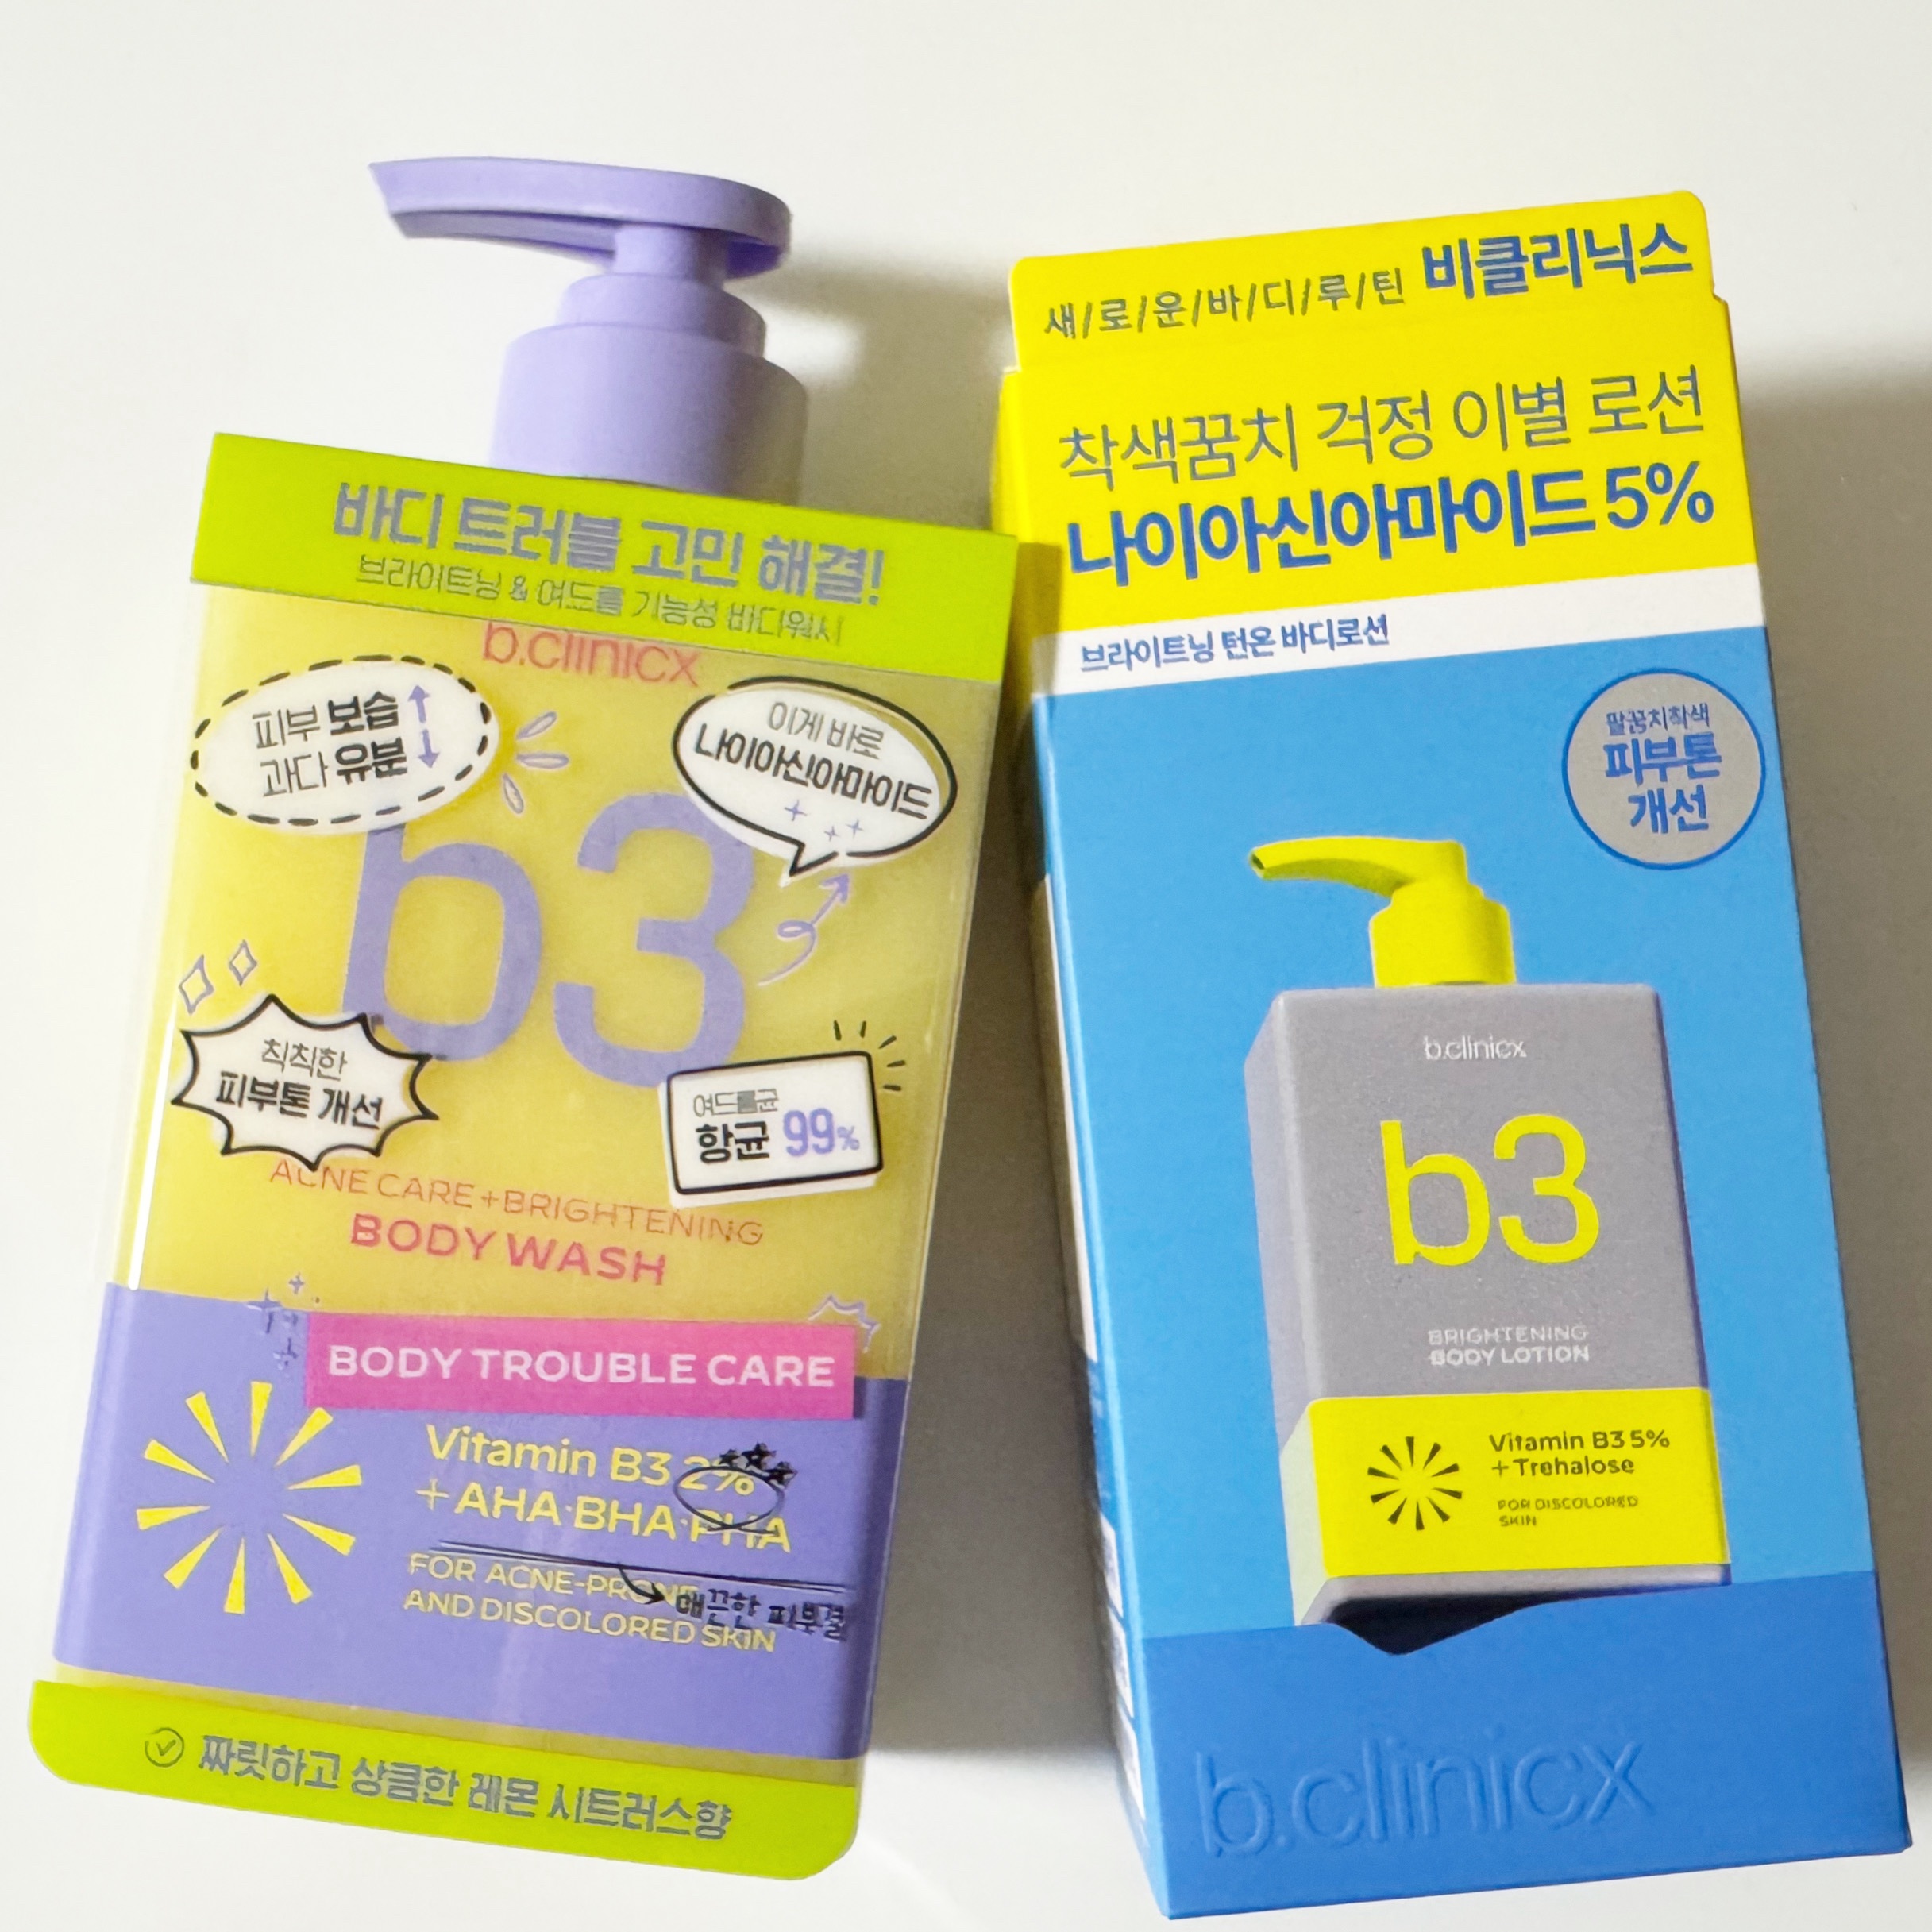 바디 트러블 고민 해결!
브라이트닝 & 여드름 기능성 바디워시
b.clinicx
피부 보습↑
과다 유분↓
이게 바로
나이아신아마이드
b3
칙칙한
피부톤 개선
여드름균
항균 99%
ACNE CARE+BRIGHTENING
BODY WASH
BODY TROUBLE CARE
Vitamin B3 2%
+AHA·BHA·PHA
FOR ACNE-PRONE
AND DISCOLORED SKIN
매끈한 피부결
짜릿하고 상큼한 레몬 시트러스향
새/로/운/바/디/루/틴 비클리닉스
착색꿈치 걱정 이별 로션
나이아신아마이드 5%
브라이트닝 턴온 바디로션
팔꿈치착색
피부톤
개선
b.clinicx
b3
BRIGHTENING
BODY LOTION
Vitamin B3 5%
+Trehalose
FOR DISCOLORED
SKIN
b.clinicx